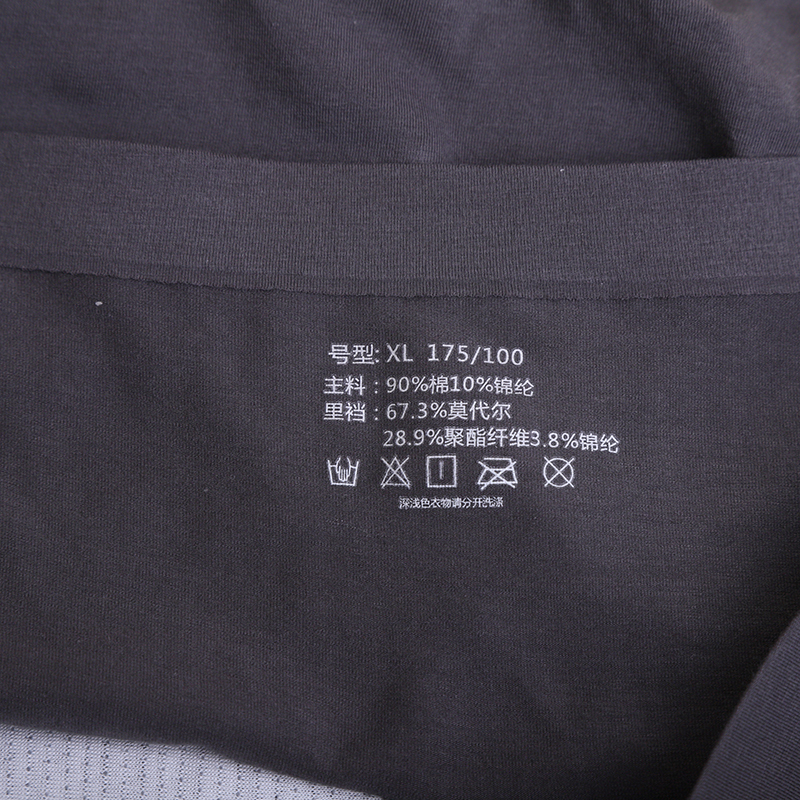 号型: XL 175/100
主料：90%棉10%锦纶
里裆：67.3%莫代尔
28.9%聚酯纤维3.8%锦纶
深浅色衣物请分开洗涤